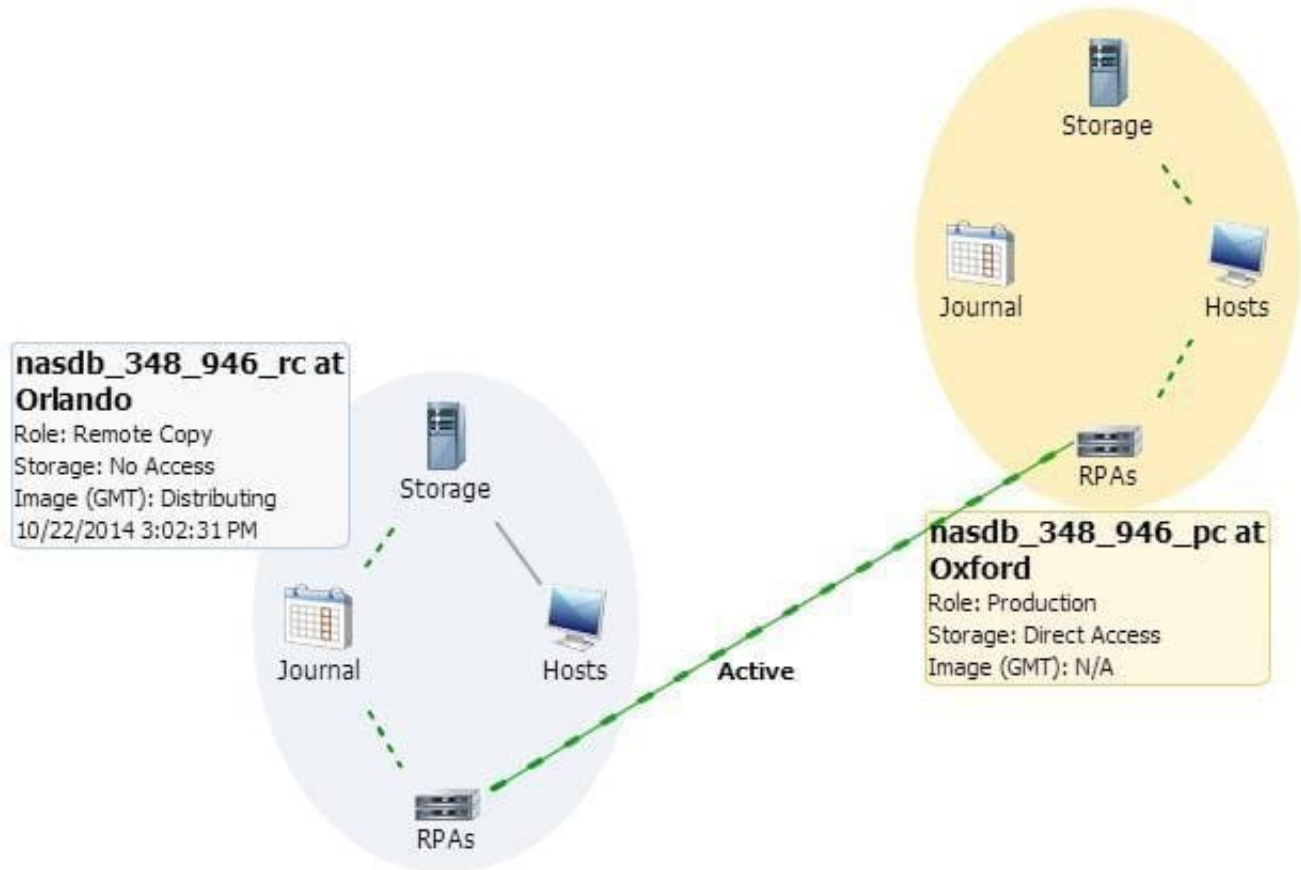 Storage
Journal
Hosts
RPAs
nasdb_348_946_pc at
Oxford
Role: Production
Storage: Direct Access
Image (GMT): N/A
nasdb_348_946_rc at
Orlando
Role: Remote Copy
Storage: No Access
Image (GMT): Distributing
10/22/2014 3:02:31 PM
Storage
Journal
Hosts
Active
RPAs